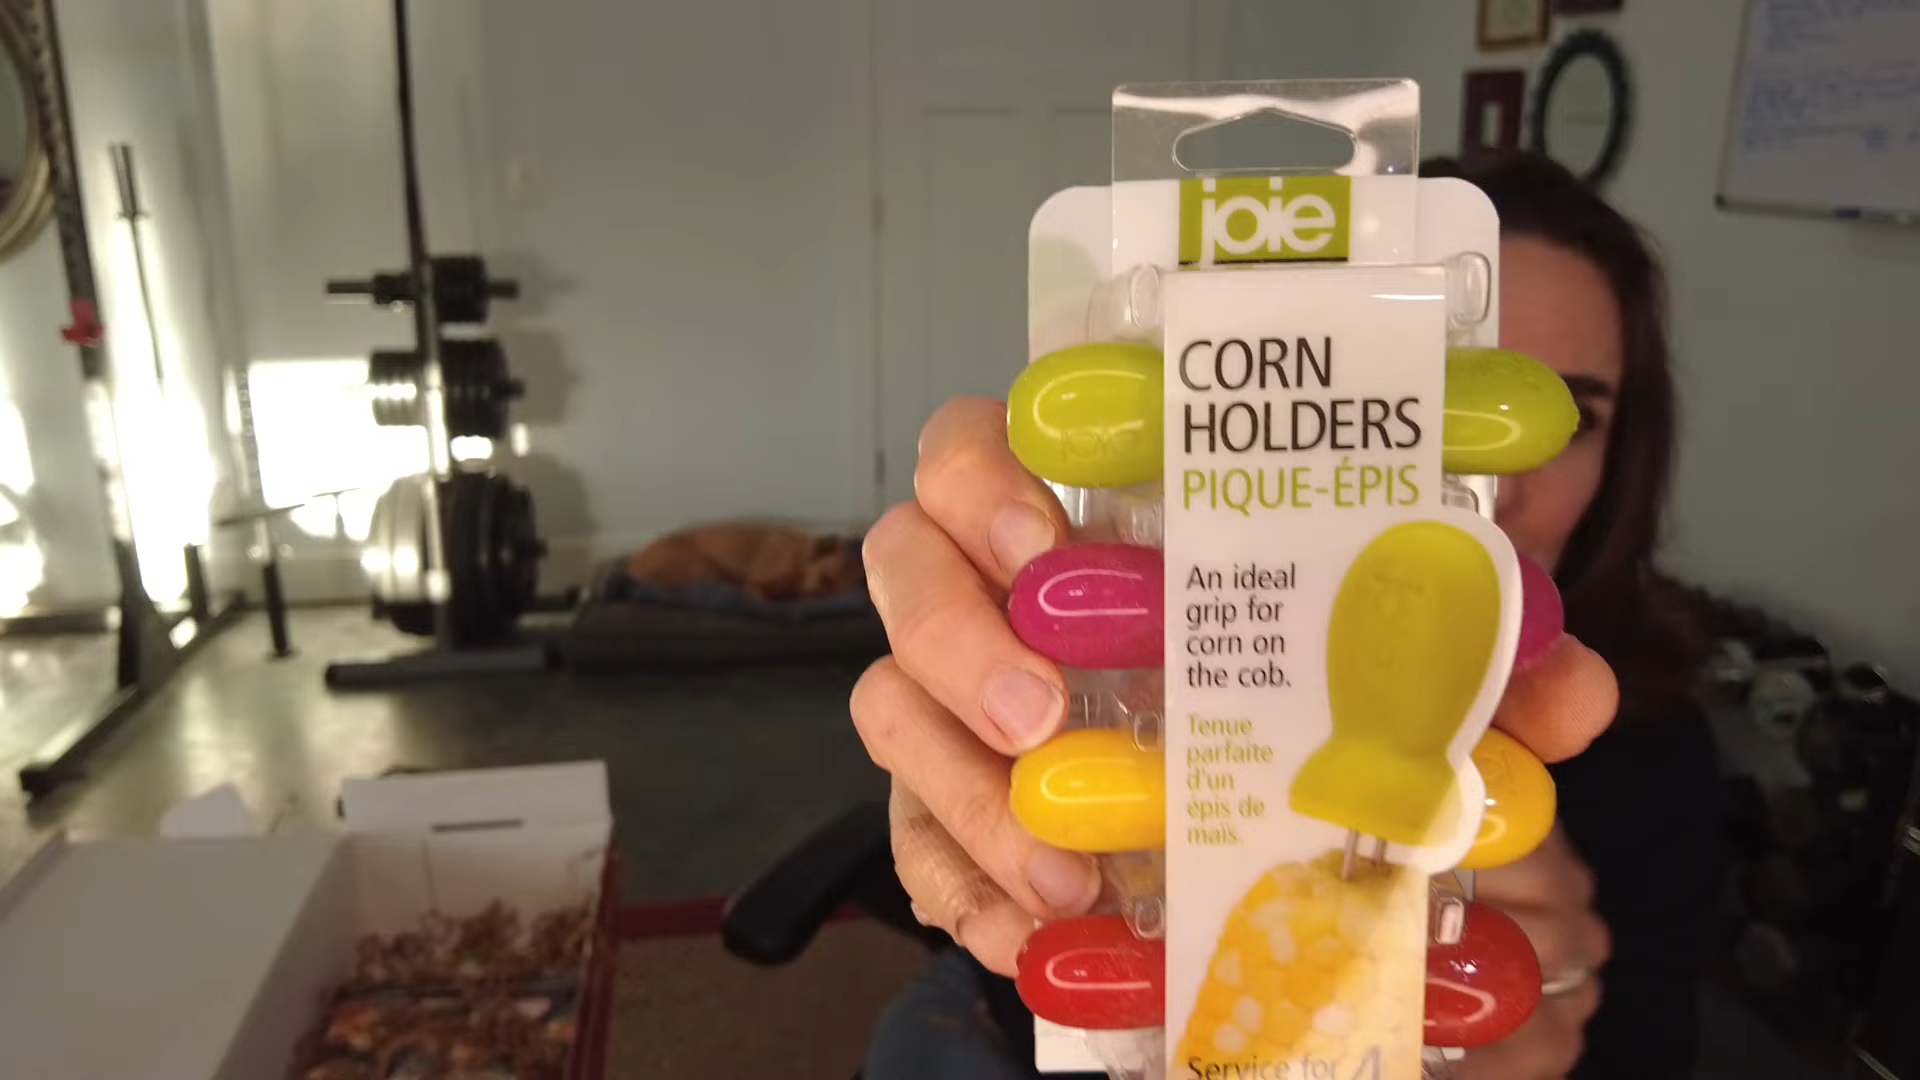 joie
CORN
HOLDERS
PIQUE-ÉPIS
An ideal
grip for
corn on
the cob.
Tenue
parfaite
d'un
épis de
maïs.
Service for 4